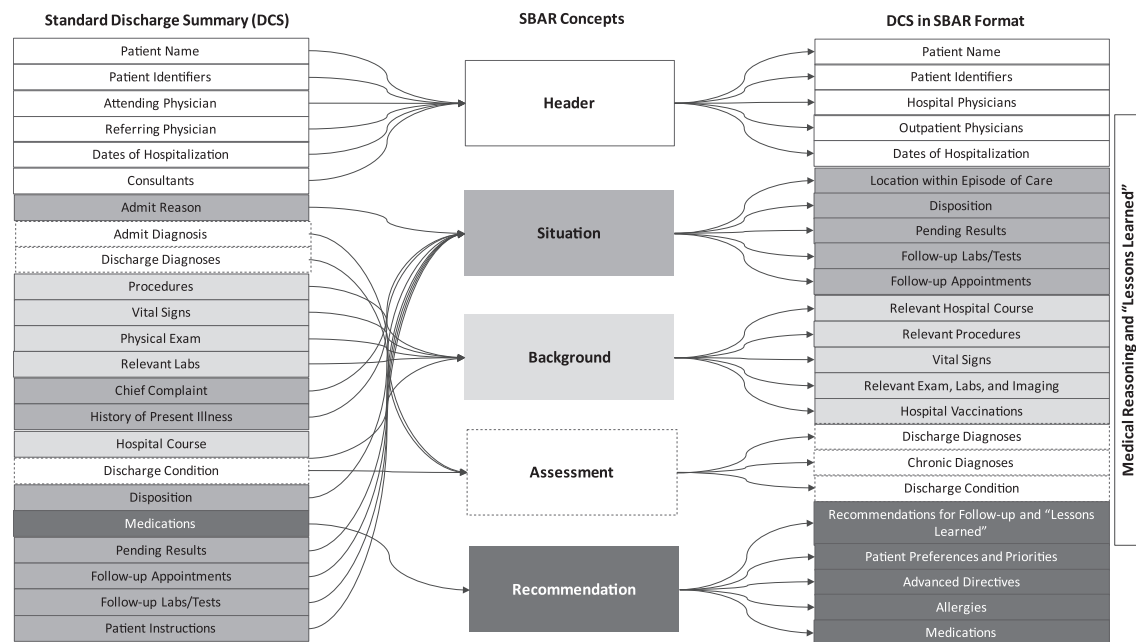 Standard Discharge Summary (DCS)
Patient Name
Patient Identifiers
Attending Physician
Referring Physician
Dates of Hospitalization
Consultants
Admit Reason
Admit Diagnosis
Discharge Diagnoses
Procedures
Vital Signs
Physical Exam
Relevant Labs
Chief Complaint
History of Present Illness
Hospital Course
Discharge Condition
Disposition
Medications
Pending Results
Follow-up Appointments
Follow-up Labs/Tests
Patient Instructions
SBAR Concepts
Header
Situation
Background
Assessment
Recommendation
DCS in SBAR Format
Patient Name
Patient Identifiers
Hospital Physicians
Outpatient Physicians
Dates of Hospitalization
Location within Episode of Care
Disposition
Pending Results
Follow-up Labs/Tests
Follow-up Appointments
Relevant Hospital Course
Relevant Procedures
Vital Signs
Relevant Exam, Labs, and Imaging
Hospital Vaccinations
Discharge Diagnoses
Chronic Diagnoses
Discharge Condition
Recommendations for Follow-up and “Lessons
Learned”
Patient Preferences and Priorities
Advanced Directives
Allergies
Medications
Medical Reasoning and “Lessons Learned”